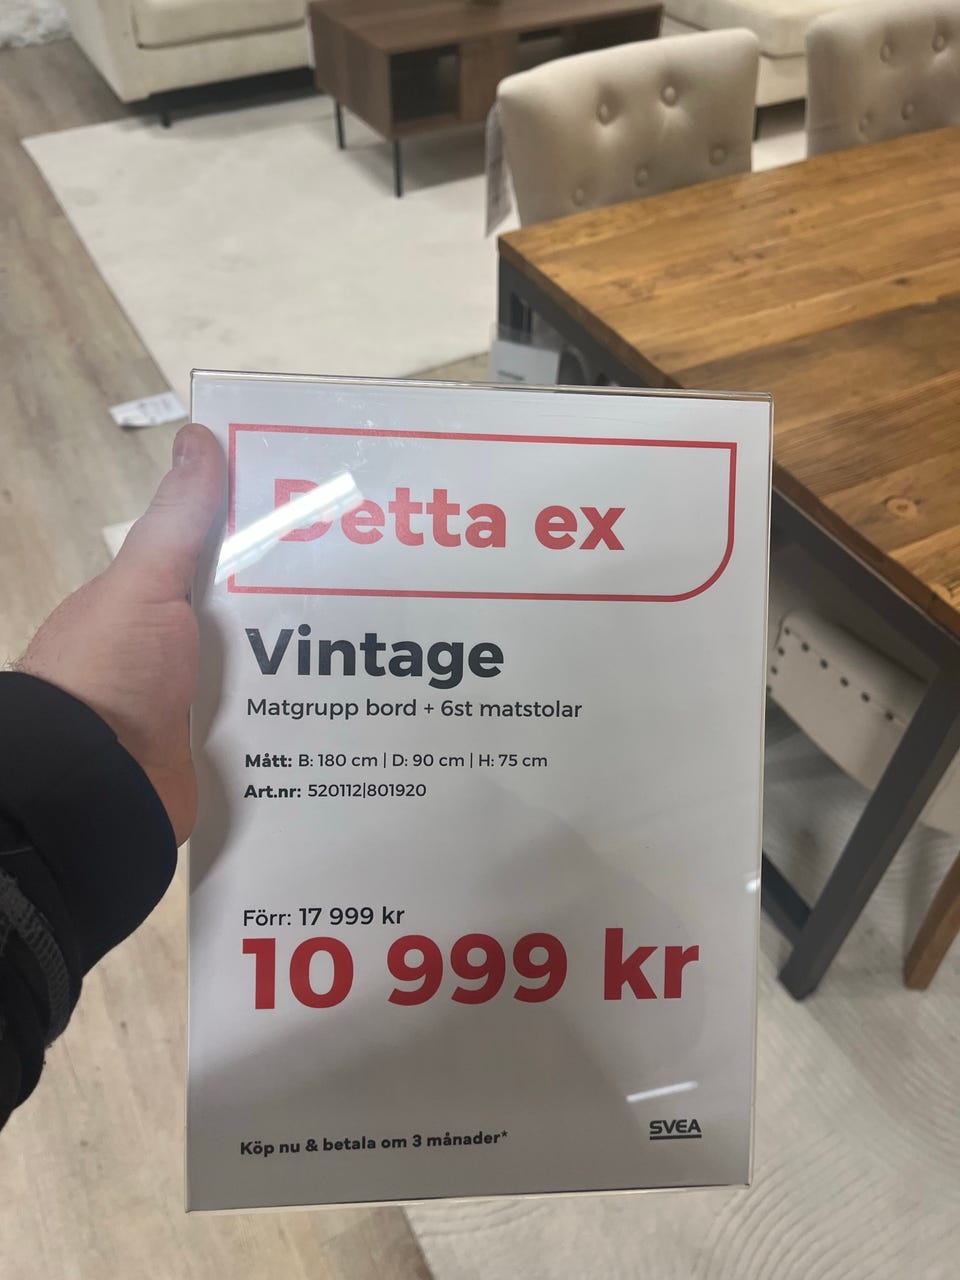 Detta ex
Vintage
Matgrupp bord + 6st matstolar
Mått: B: 180 cm | D: 90 cm | H: 75 cm
Art.nr: 520112|801920
Förr: 17 999 kr
10 999 kr
Köp nu & betala om 3 månader*
SVEA